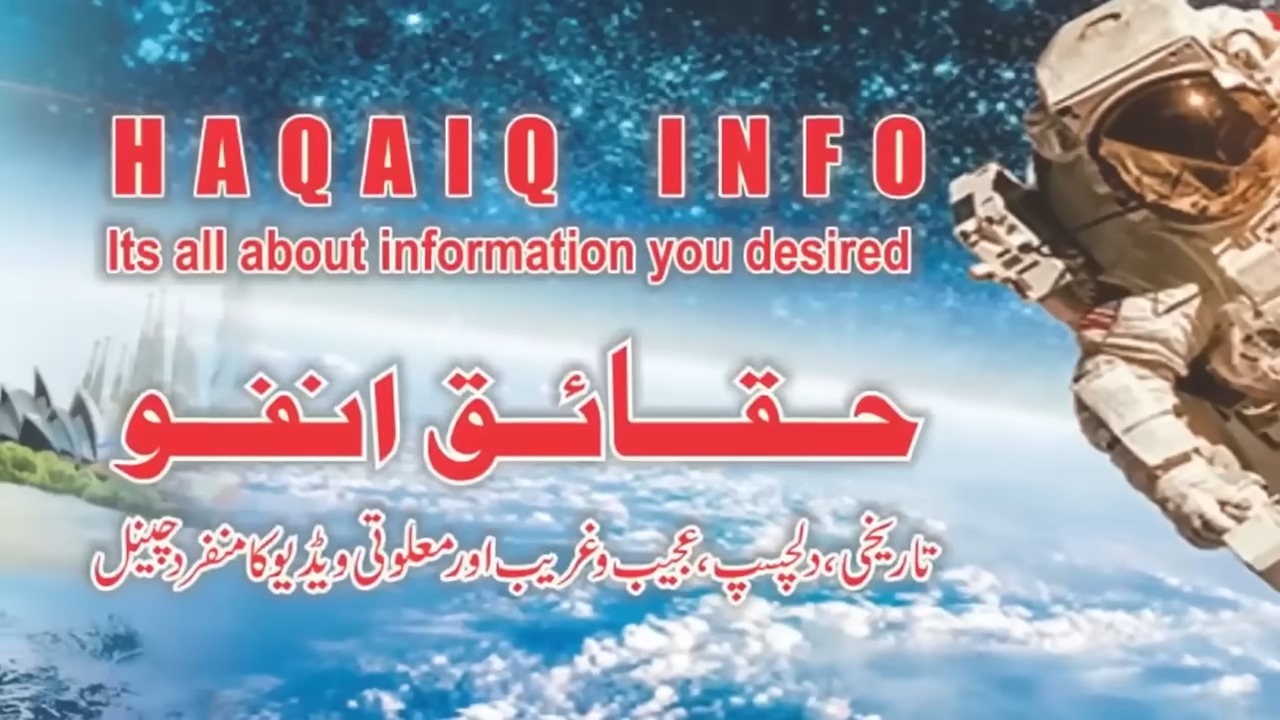 HAQAIQ INFO
Its all about information you desired
حقائق انفو
تاریخی، دلچسپ، عجیب و غریب اور معلوتی ویڈیو کا منفرد چینل